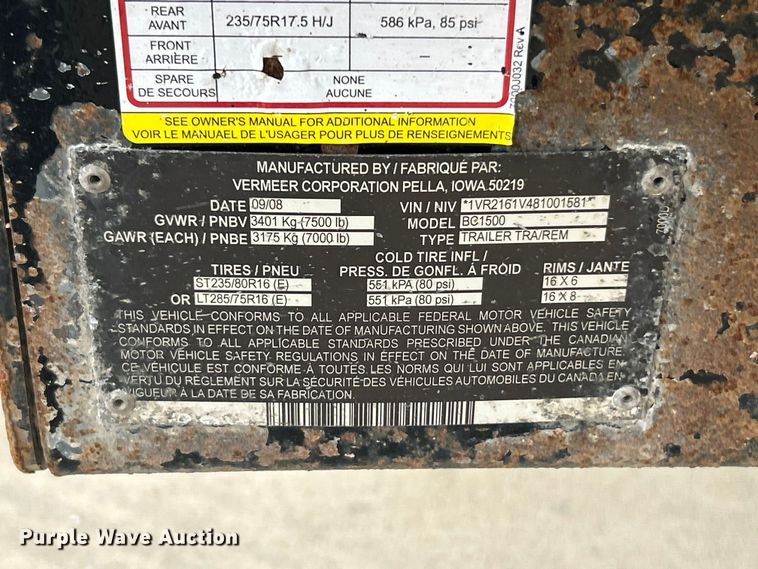 REAR 235/75R17.5 H/J 586 kPa, 85 psi
AVANT
FRONT — —
ARRIÈRE
SPARE NONE
DE SECOURS AUCUNE
SEE OWNER'S MANUAL FOR ADDITIONAL INFORMATION
VOIR LE MANUAEL DE L'USAGER POUR PLUS DE RENSEIGNEMENTS
Rev A
MANUFACTURED BY / FABRIQUÉ PAR:
VERMEER CORPORATION PELLA, IOWA 50219
DATE 09/08 VIN / NIV *1VR2161V481001581*
GVWR / PNBV 3401 Kg (7500 lb) MODEL BC1500
GAWR (EACH) / PNBE 3175 Kg (7000 lb) TYPE TRAILER TRA/REM
COLD TIRE INFL /
TIRES / PNEU PRESS. DE GONFL. À FRÓID RIMS / JANTE
ST235/80R16 (E) 551 kPA (80 psi) 16 X 6
OR LT285/75R16 (E) 551 kPa (80 psi) 16 X 8
THIS VEHICLE CONFORMS TO ALL APPLICABLE FEDERAL MOTOR VEHICLE SAFETY
STANDARDS IN EFFECT ON THE DATE OF MANUFACTURING SHOWN ABOVE. THIS VEHICLE
CONFORMS TO ALL APPLICABLE STANDARDS PRESCRIBED UNDER THE CANADIAN
MOTOR VEHICLE SAFETY REGULATIONS IN EFFECT ON THE DATE OF MANUFACTURE.
CE VÉHICULE EST CONFORME À TOUTES LES NORMS QUI LUI SONT APPLICABLES EN
VERTU DU RÉGLEMENT SUR LA SÉCURITÉ DES VÉHICULES AUTOMOBILES DU CANADA EN
VIGUEUR À LA DATE DE SA FABRICATION.
Purple Wave Auction